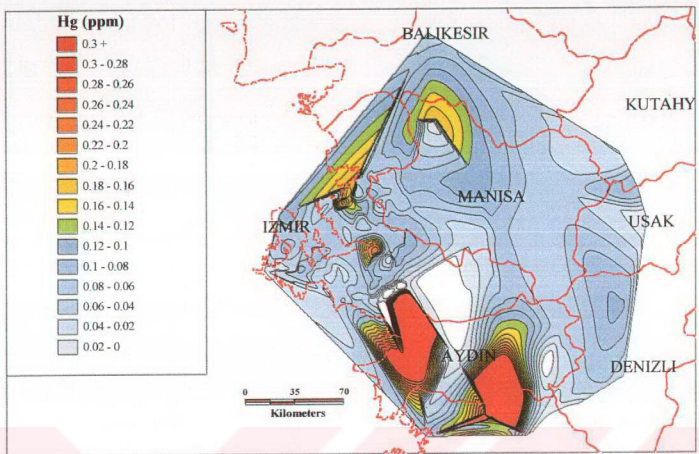 Hg (ppm)
0.3 +
0.3 - 0.28
0.28 - 0.26
0.26 - 0.24
0.24 - 0.22
0.22 - 0.2
0.2 - 0.18
0.18 - 0.16
0.16 - 0.14
0.14 - 0.12
0.12 - 0.1
0.1 - 0.08
0.08 - 0.06
0.06 - 0.04
0.04 - 0.02
0.02 - 0
BALIKESIR
KUTAHY
MANISA
USAK
IZMIR
AYDIN
DENIZLI
0 35 70
Kilometers